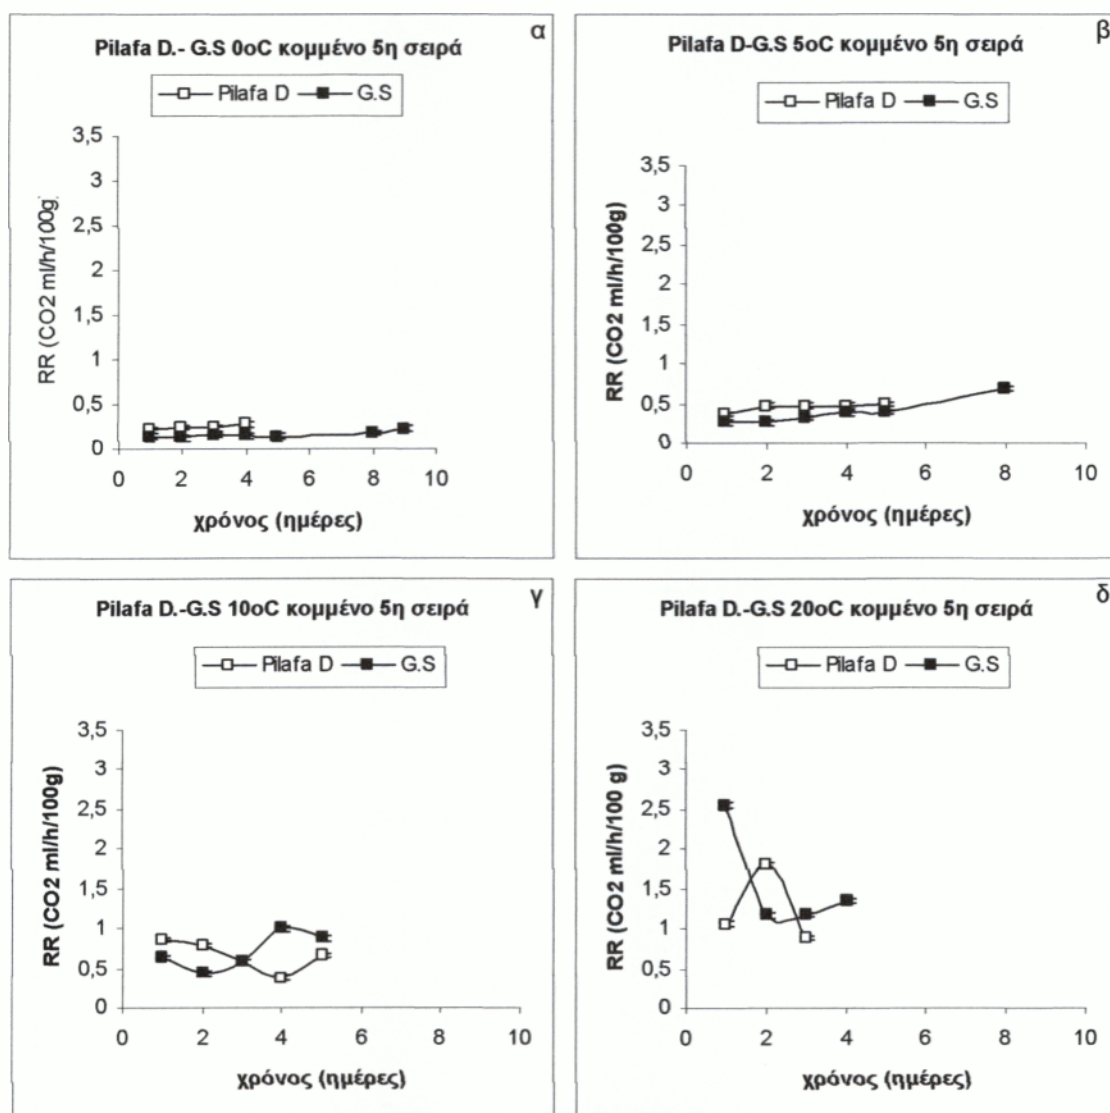 α
Pilafa D.- G.S 0oC κομμένο 5η σειρά
Pilafa D G.S
RR (CO2 ml/h/100g)
3,5
3
2,5
2
1,5
1
0,5
0
0 2 4 6 8 10
χρόνος (ημέρες)
β
Pilafa D-G.S 5oC κομμένο 5η σειρά
Pilafa D G.S
RR (CO2 ml/h/100g)
3,5
3
2,5
2
1,5
1
0,5
0
0 2 4 6 8 10
χρόνος (ημέρες)
γ
Pilafa D.-G.S 10oC κομμένο 5η σειρά
Pilafa D G.S
RR (CO2 ml/h/100g)
3,5
3
2,5
2
1,5
1
0,5
0
0 2 4 6 8 10
χρόνος (ημέρες)
δ
Pilafa D.-G.S 20oC κομμένο 5η σειρά
Pilafa D G.S
RR (CO2 ml/h/100 g)
3,5
3
2,5
2
1,5
1
0,5
0
0 2 4 6 8 10
χρόνος (ημέρες)